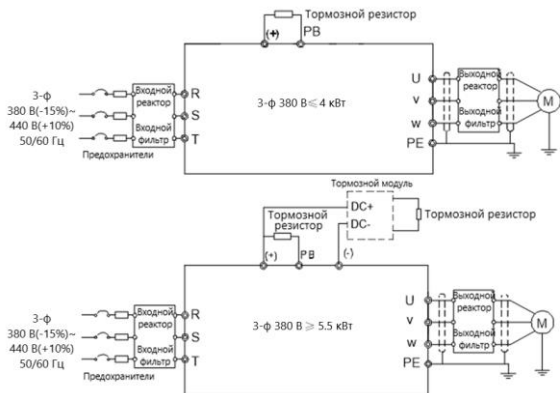 Тормозной резистор
(+) PB
3-ф
380 В(-15%)~
440 В(+10%)
50/60 Гц
Предохранители
Входной
реактор
Входной
фильтр
R
S
T
3-ф 380 В ⩽ 4 кВт
U
v
w
PE
Выходной
реактор
Выходной
фильтр
M
Тормозной модуль
DC+
DC-
Тормозной резистор
Тормозной
резистор
(+) PB (-)
3-ф
380 В(-15%)~
440 В(+10%)
50/60 Гц
Предохранители
Входной
реактор
Входной
фильтр
R
S
T
3-ф 380 В ⩾ 5.5 кВт
U
v
w
PE
Выходной
реактор
Выходной
фильтр
M